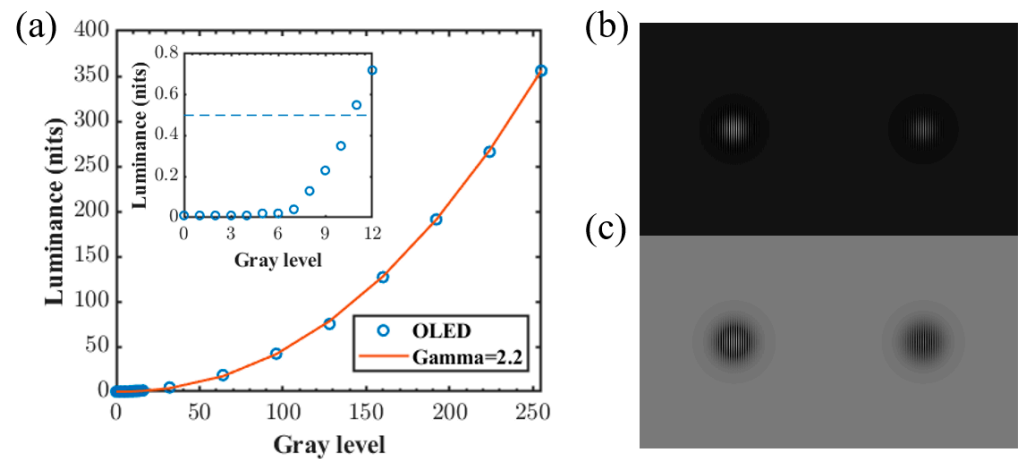 (a)
400
350
300
250
200
150
100
50
0
Luminance (nits)
0 50 100 150 200 250
Gray level
0.8
0.6
0.4
0.2
0
Luminance (nits)
0 3 6 9 12
Gray level
OLED
Gamma=2.2
(b)
(c)